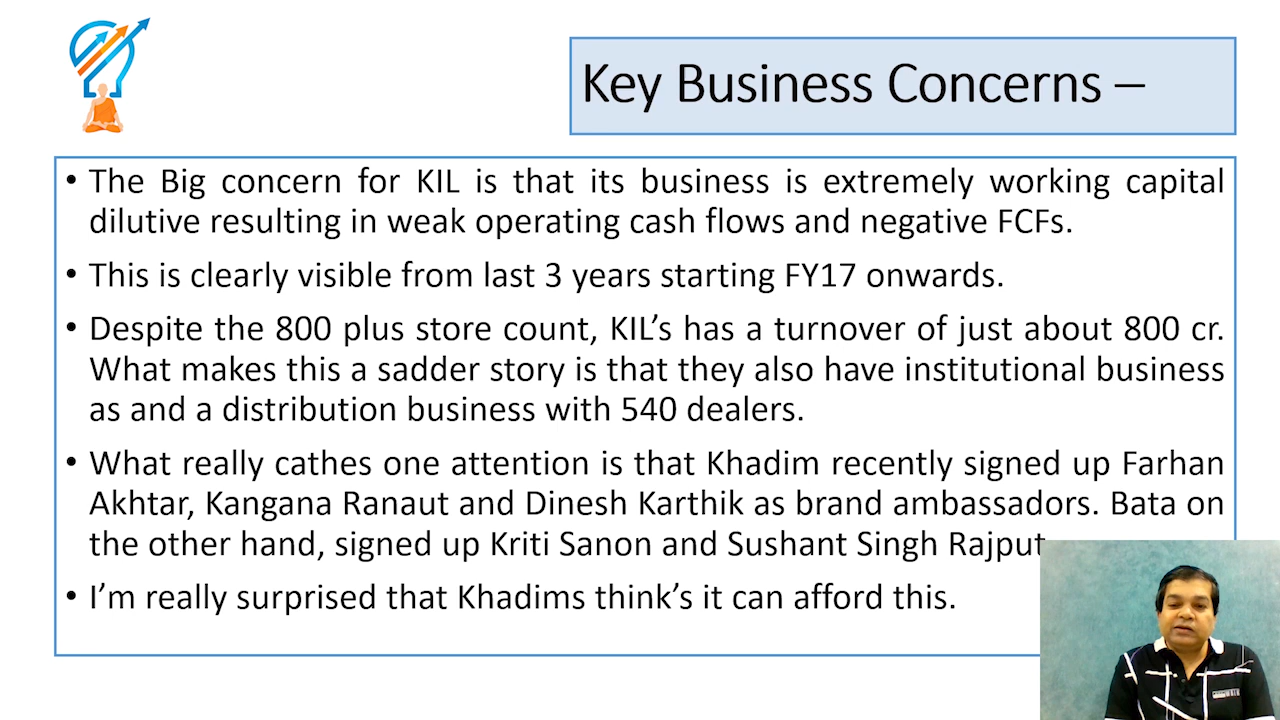 Key Business Concerns –
• The Big concern for KIL is that its business is extremely working capital
dilutive resulting in weak operating cash flows and negative FCFs.
• This is clearly visible from last 3 years starting FY17 onwards.
• Despite the 800 plus store count, KIL’s has a turnover of just about 800 cr.
What makes this a sadder story is that they also have institutional business
as and a distribution business with 540 dealers.
• What really cathes one attention is that Khadim recently signed up Farhan
Akhtar, Kangana Ranaut and Dinesh Karthik as brand ambassadors. Bata on
the other hand, signed up Kriti Sanon and Sushant Singh Rajput
• I’m really surprised that Khadims think’s it can afford this.